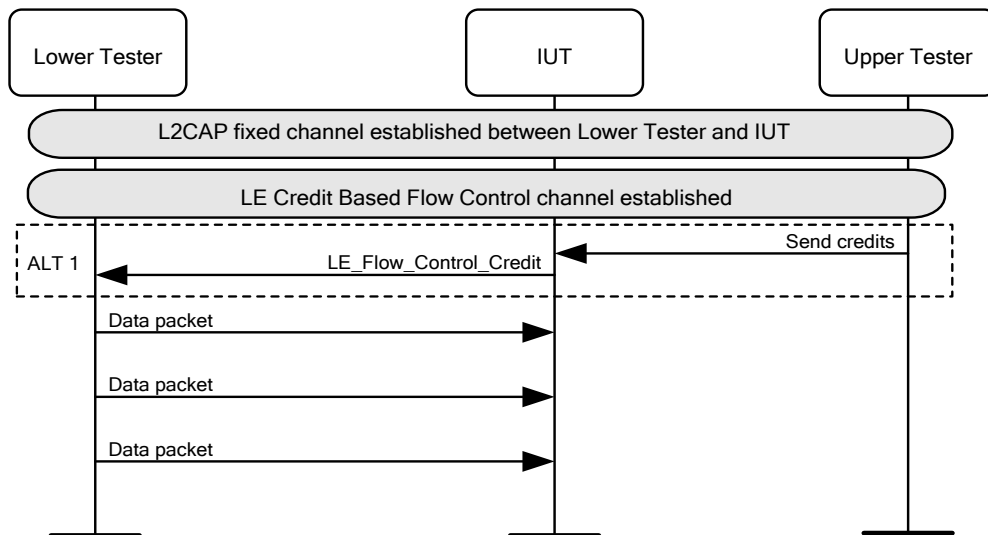 Lower Tester
IUT
Upper Tester
L2CAP fixed channel established between Lower Tester and IUT
LE Credit Based Flow Control channel established
Send credits
ALT 1
LE_Flow_Control_Credit
Data packet
Data packet
Data packet